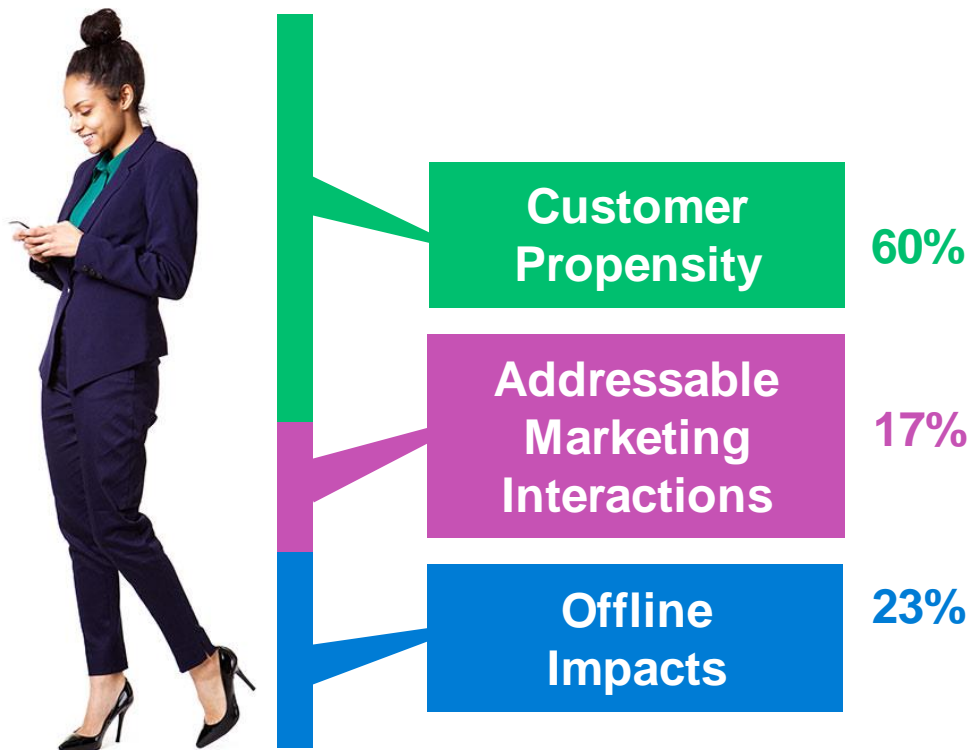 Customer
Propensity
60%
Addressable
Marketing
Interactions
17%
Offline
Impacts
23%